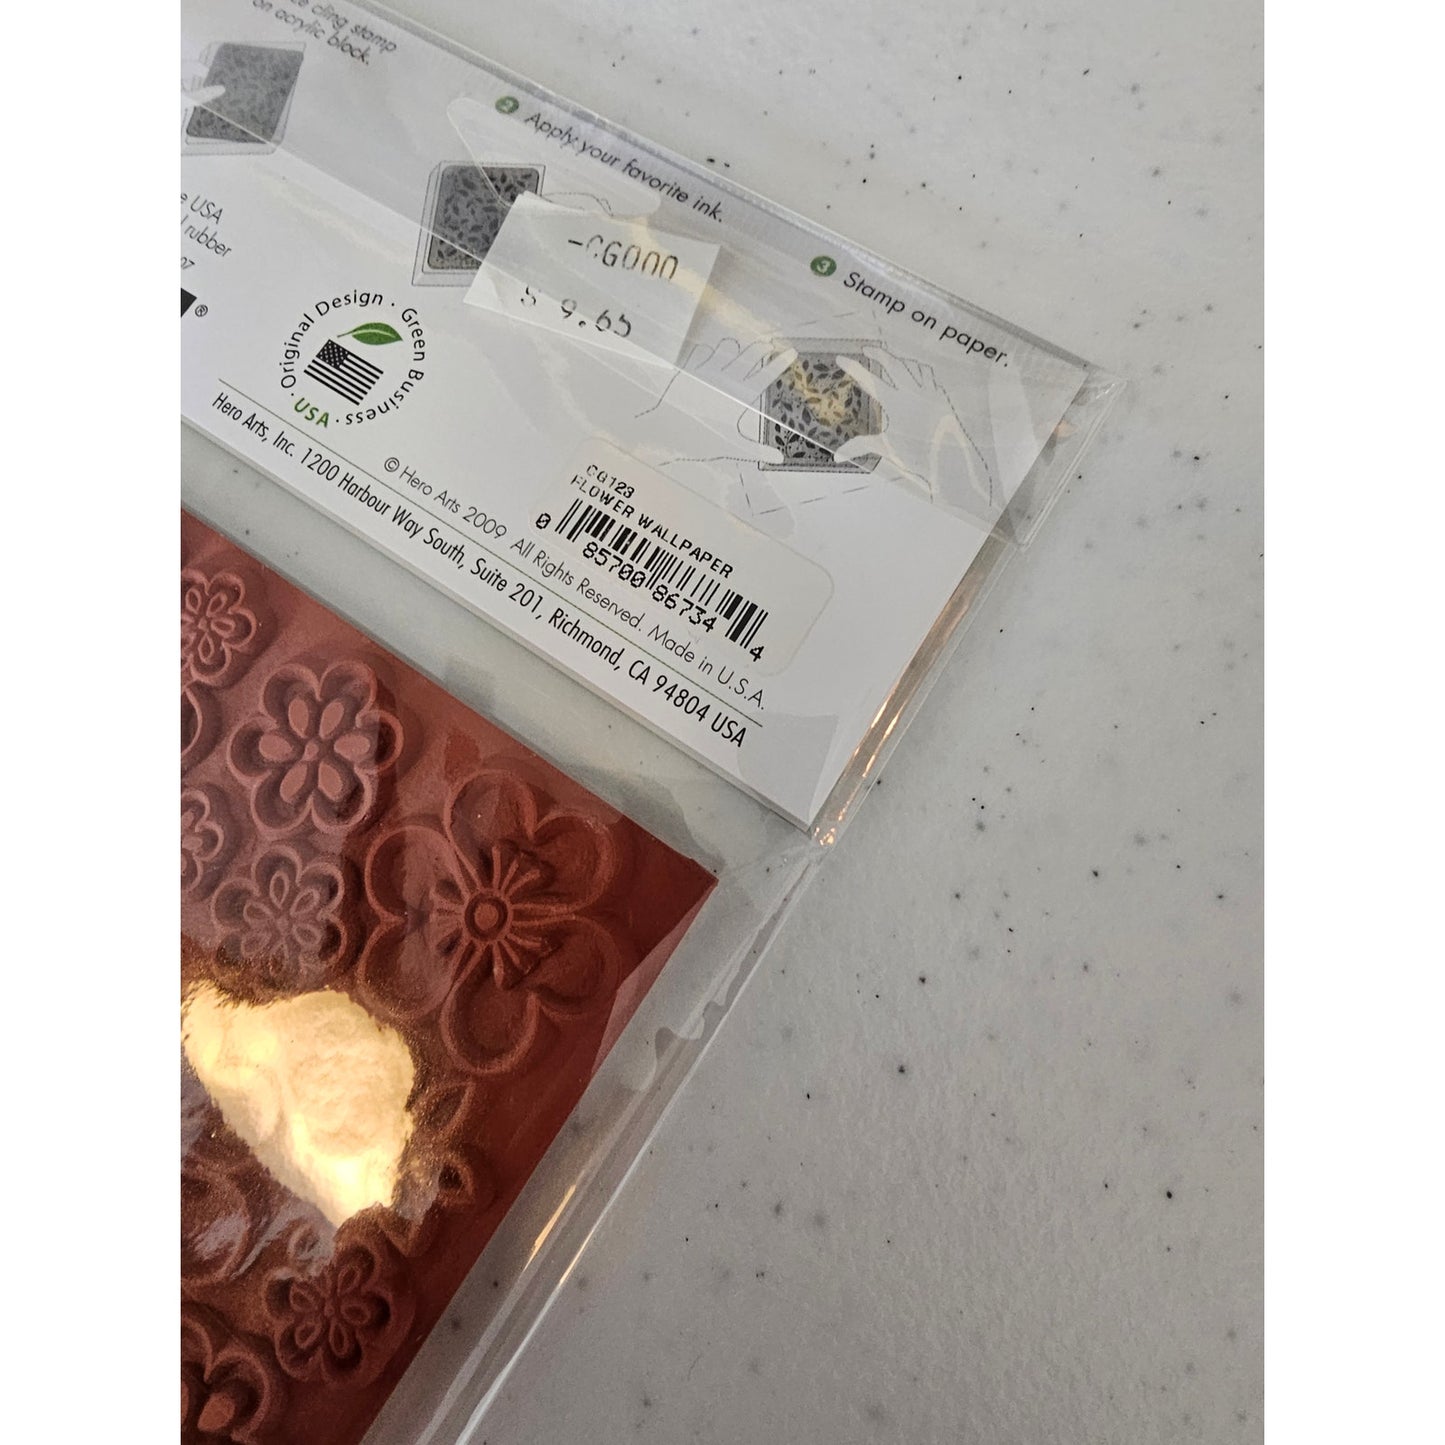 cling stamp
on acrylic block.
2 Apply your favorite ink.
3 Stamp on paper.
USA
rubber
07
®
-CG000
$ 9.65
Original Design · Green Business · USA ·
CG123
FLOWER WALLPAPER
0 85700 86734 4
© Hero Arts 2009 All Rights Reserved. Made in U.S.A.
Hero Arts, Inc. 1200 Harbour Way South, Suite 201, Richmond, CA 94804 USA